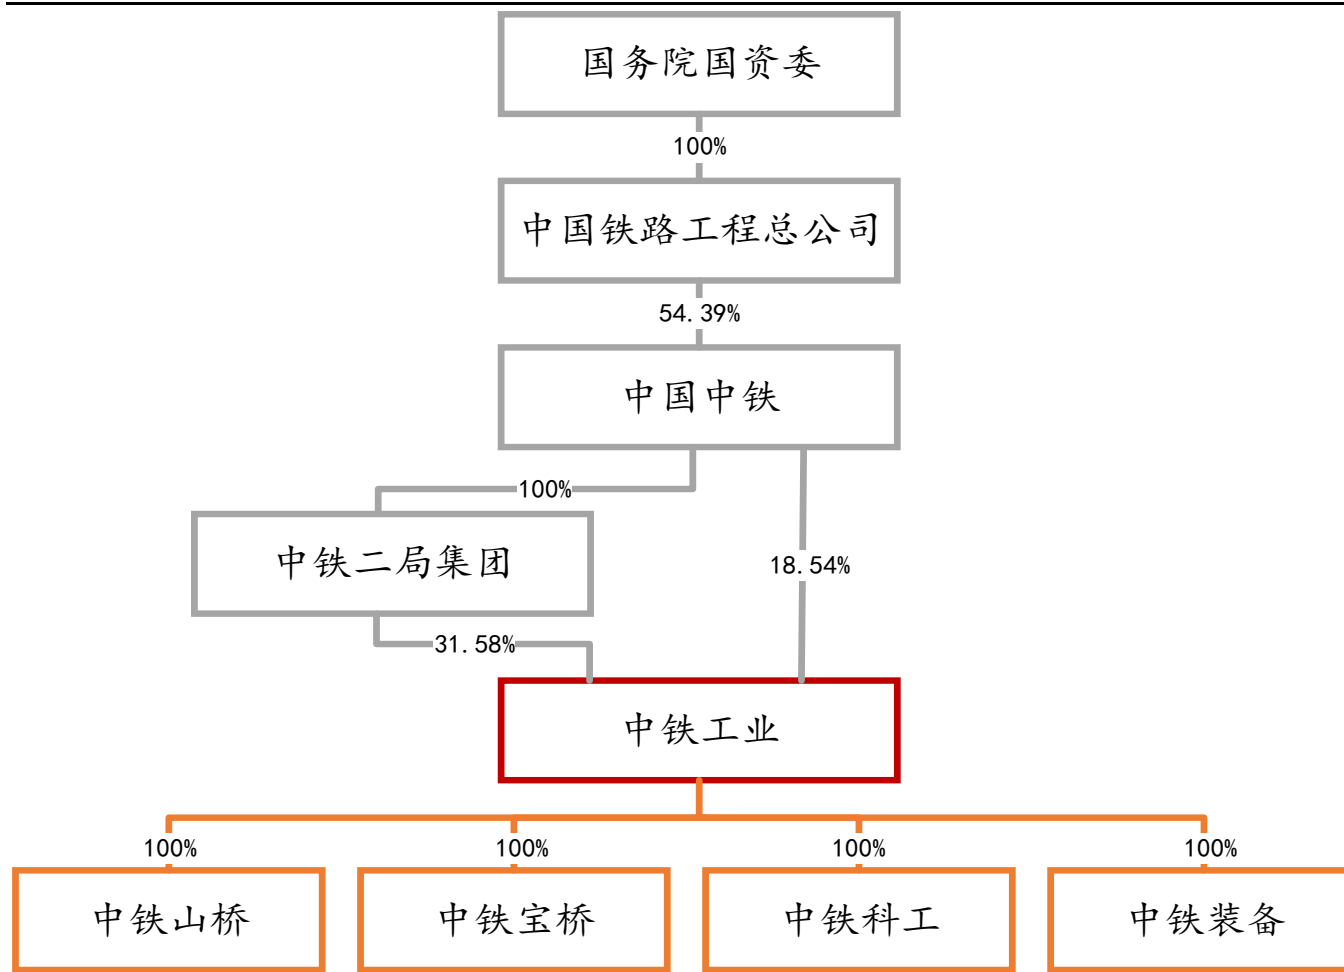 国务院国资委
100%
中国铁路工程总公司
54.39%
中国中铁
100%
中铁二局集团
18.54%
31.58%
中铁工业
100%
100%
100%
100%
中铁山桥
中铁宝桥
中铁科工
中铁装备